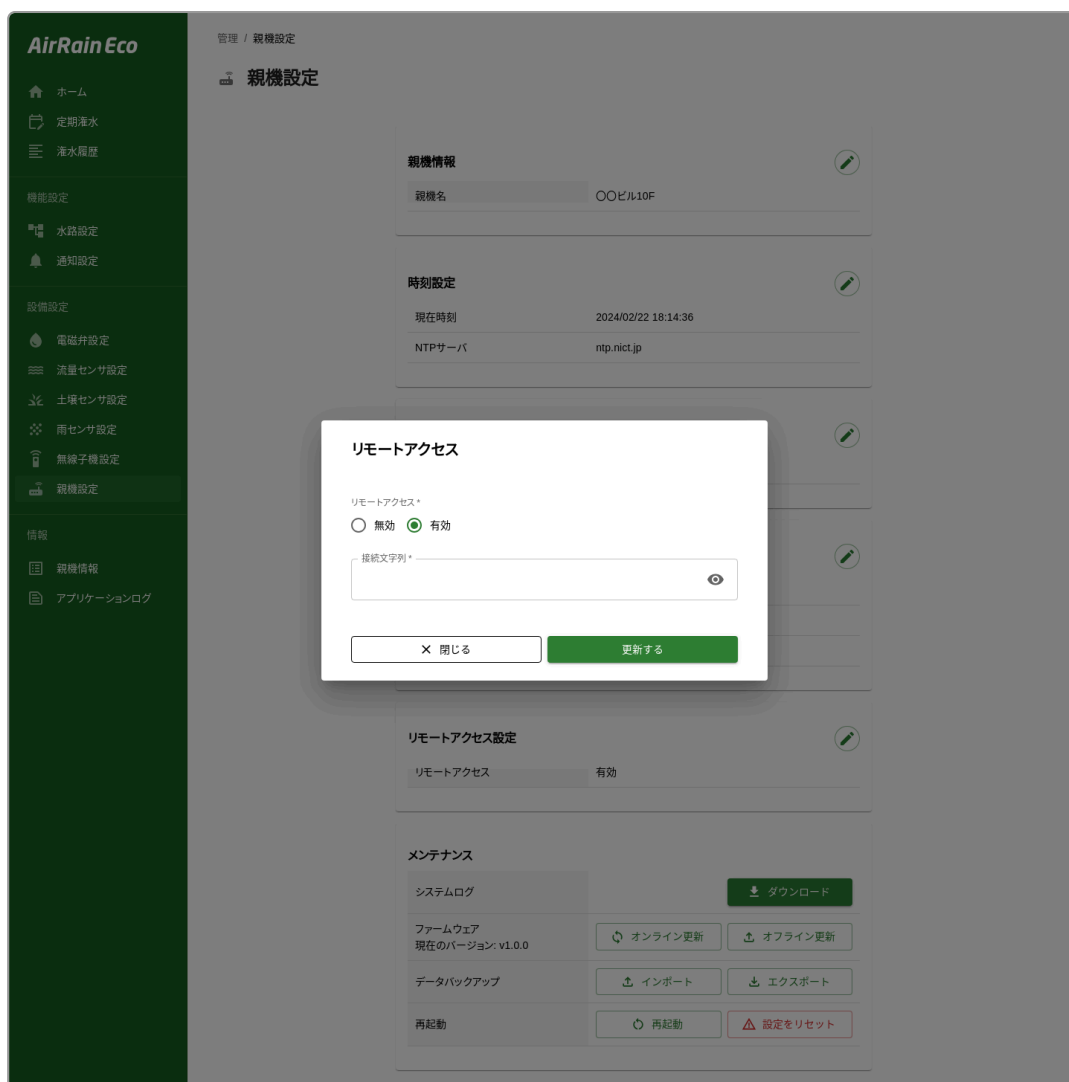 AirRain Eco
ホーム
定期潅水
潅水履歴
機能設定
水路設定
通知設定
設備設定
電磁弁設定
流量センサ設定
土壌センサ設定
雨センサ設定
無線子機設定
親機設定
情報
親機情報
アプリケーションログ
管理 / 親機設定
親機設定
親機情報
親機名 〇〇ビル10F
時刻設定
現在時刻 2024/02/22 18:14:36
NTPサーバ ntp.nict.jp
リモートアクセス
リモートアクセス *
無効 有効
接続文字列 *
閉じる 更新する
リモートアクセス設定
リモートアクセス 有効
メンテナンス
システムログ ダウンロード
ファームウェア
現在のバージョン: v1.0.0 オンライン更新 オフライン更新
データバックアップ インポート エクスポート
再起動 再起動 設定をリセット